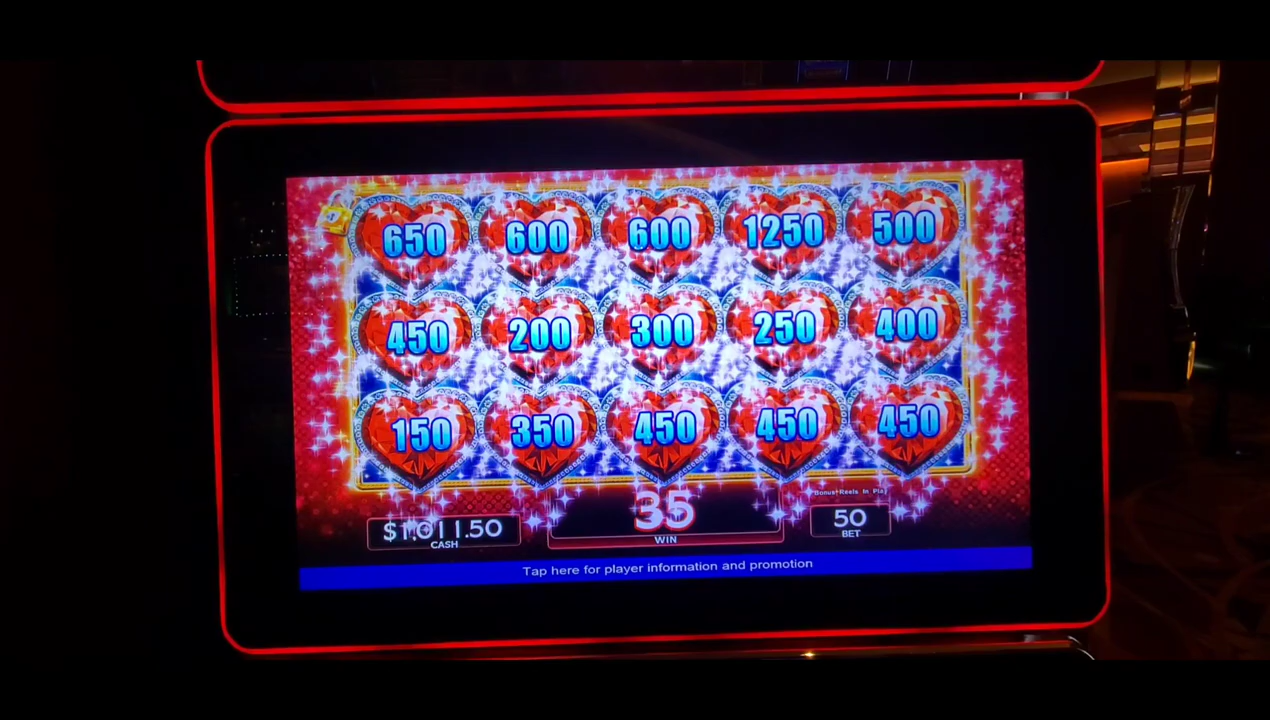 650 600 600 1250 500
450 200 300 250 400
150 350 450 450 450
Bonus Reels In Play
$1,011.50 35 50
CASH WIN BET
Tap here for player information and promotion